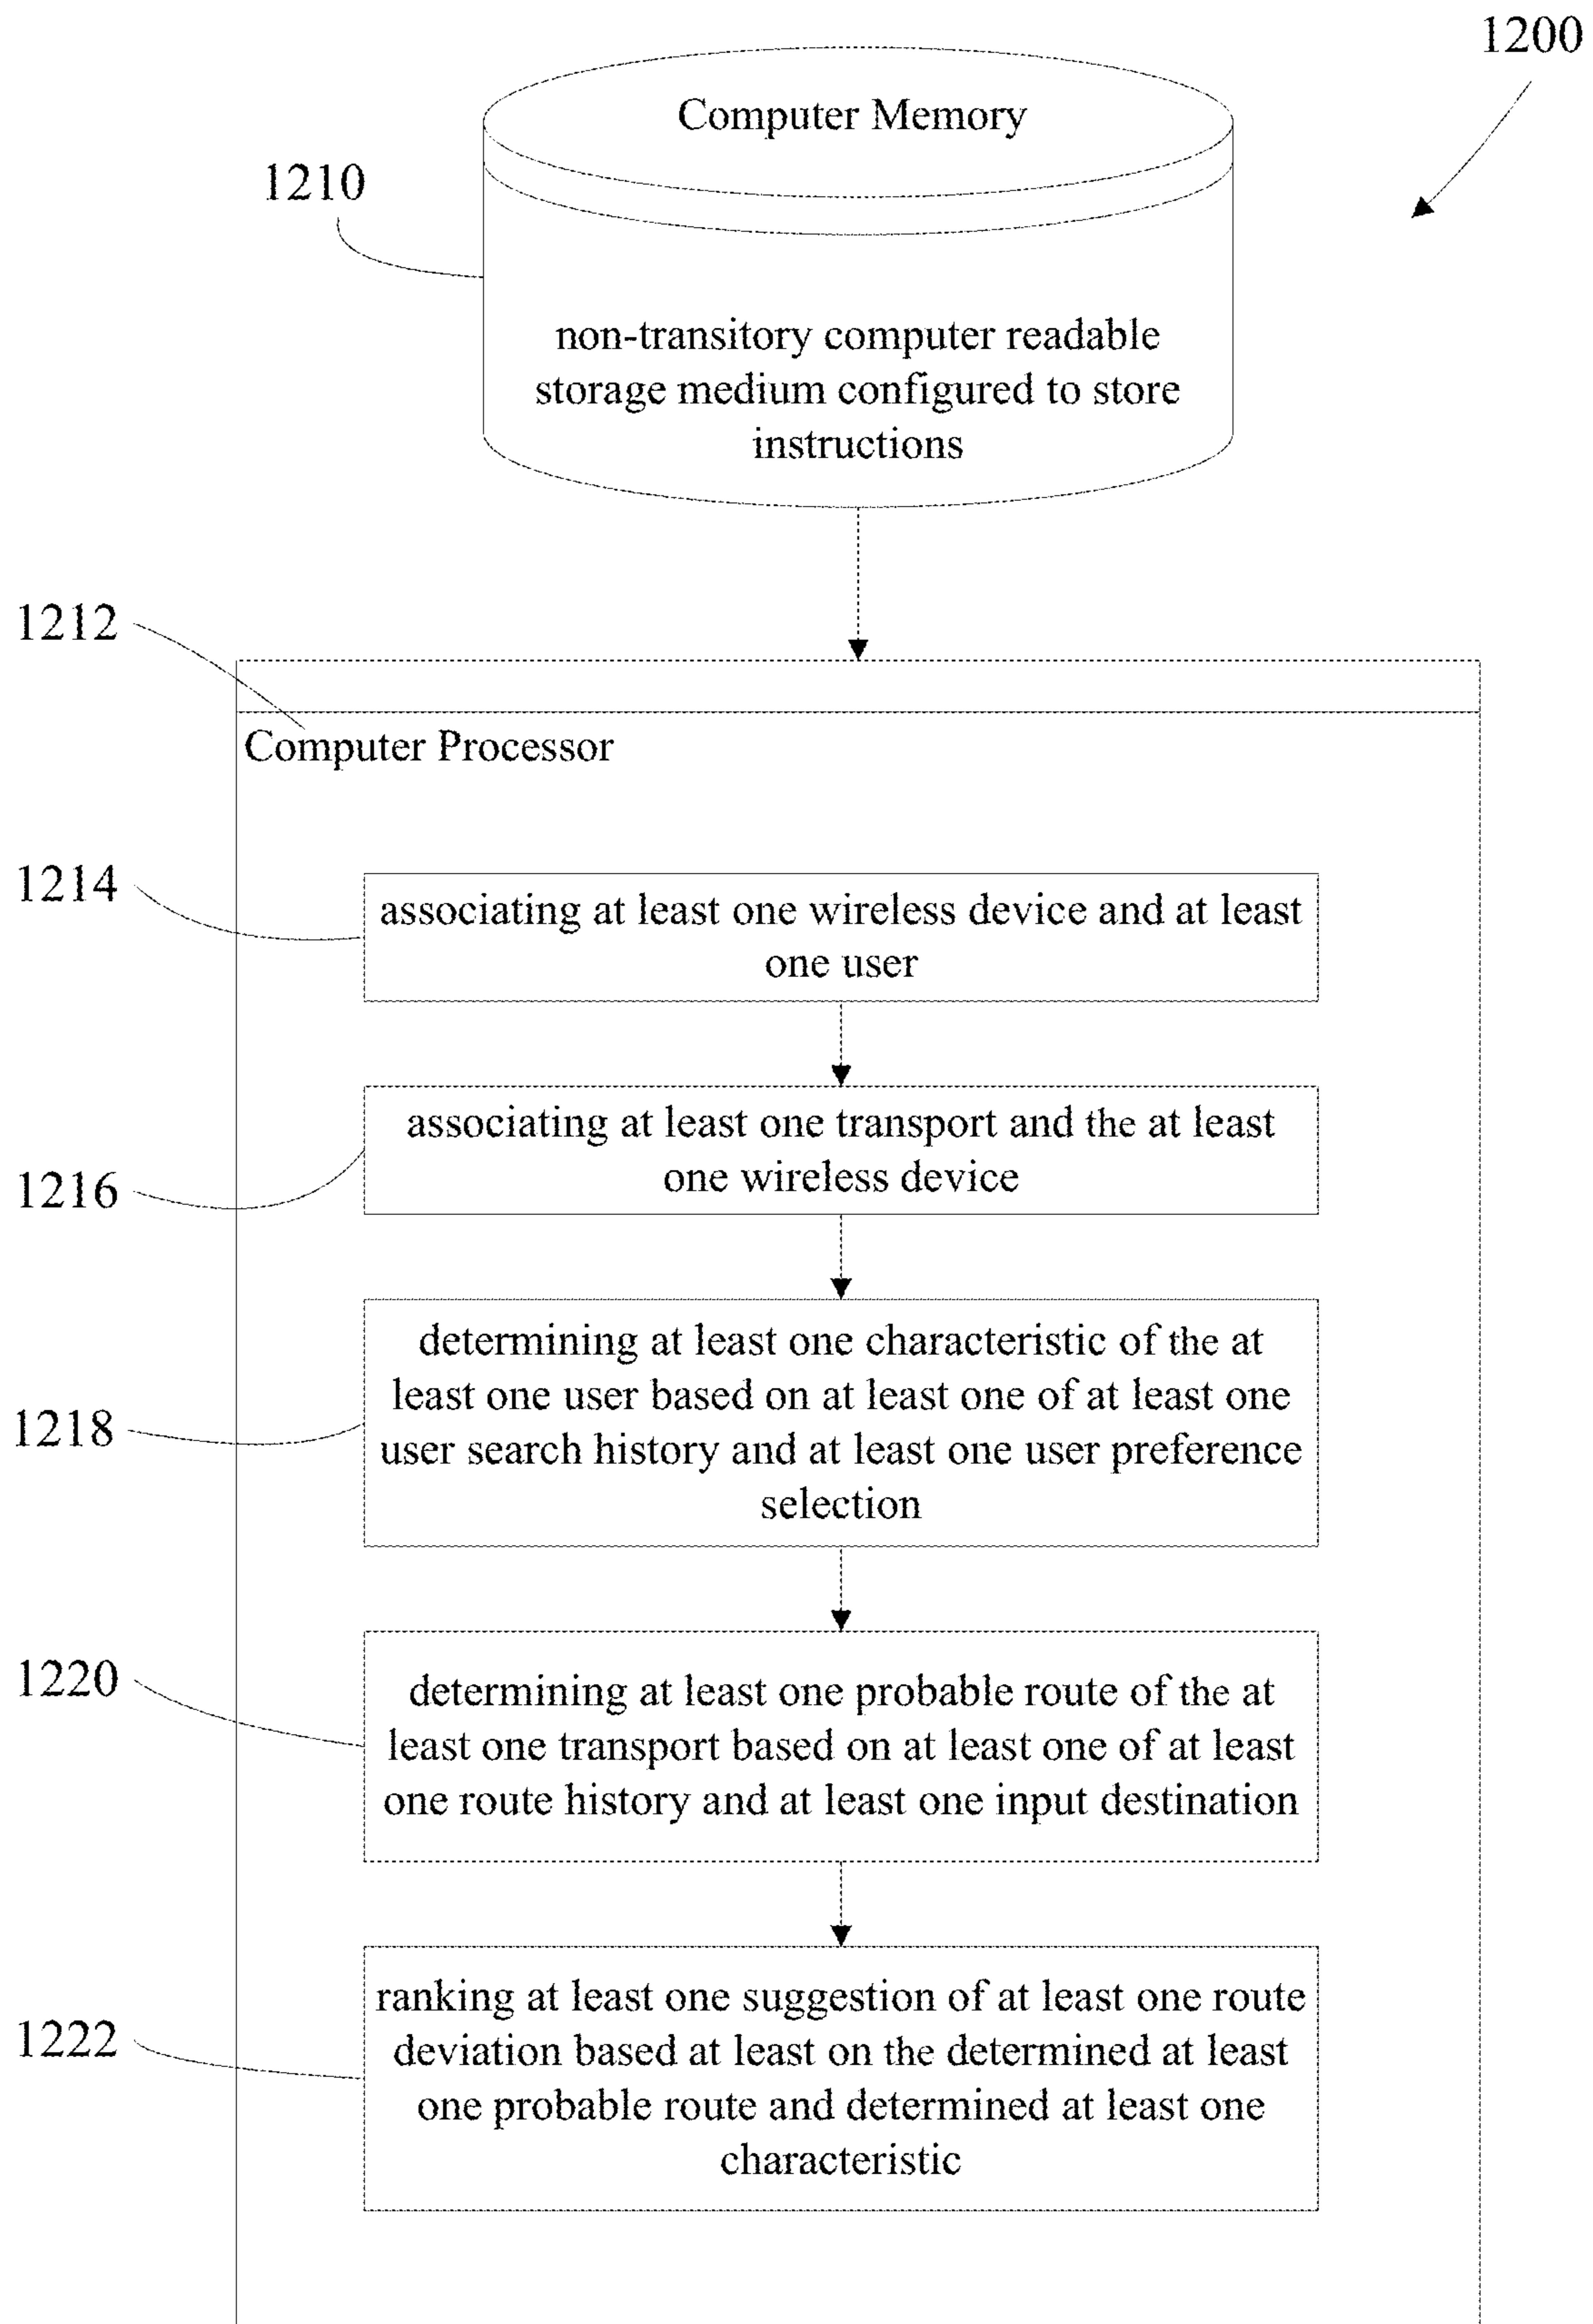 1200
Computer Memory
1210
non-transitory computer readable
storage medium configured to store
instructions
1212
Computer Processor
1214
associating at least one wireless device and at least
one user
1216
associating at least one transport and the at least
one wireless device
1218
determining at least one characteristic of the at
least one user based on at least one of at least one
user search history and at least one user preference
selection
1220
determining at least one probable route of the at
least one transport based on at least one of at least
one route history and at least one input destination
1222
ranking at least one suggestion of at least one route
deviation based at least on the determined at least
one probable route and determined at least one
characteristic